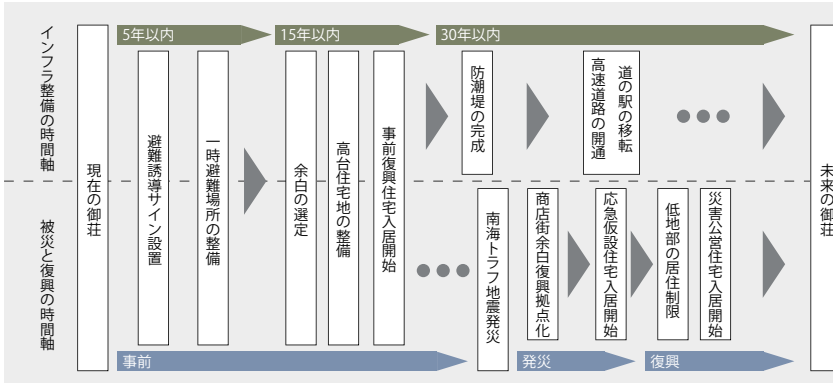 インフラ整備の時間軸
被災と復興の時間軸
現在の御荘
5年以内
15年以内
30年以内
避難誘導サイン設置
一時避難場所の整備
余白の選定
高台住宅地の整備
事前復興住宅入居開始
防潮堤の完成
道の駅の移転
高速道路の開通
南海トラフ地震発災
商店街余白復興拠点化
応急仮設住宅入居開始
低地部の居住制限
災害公営住宅入居開始
未来の御荘
事前
発災
復興